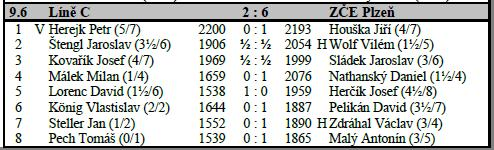 9.6 Líně C 2 : 6 ZČE Plzeň
1 V Herejk Petr (5/7) 2200 0 : 1 2193 Houška Jiří (4/7)
2 Štengl Jaroslav (3½/6) 1906 ½ : ½ 2054 H Wolf Vilém (1½/5)
3 Kovařík Josef (4/7) 1969 ½ : ½ 1999 Sládek Jaroslav (3/6)
4 Málek Milan (1/4) 1659 0 : 1 2076 Nathanský Daniel (1½/4)
5 Lorenc David (1½/6) 1538 1 : 0 1959 Herčík Josef (4½/8)
6 König Vlastislav (2/2) 1644 0 : 1 1887 Pelikán David (3½/7)
7 Steller Jan (1/2) 1552 0 : 1 1890 H Zdráhal Václav (3/4)
8 Pech Tomáš (0/1) 1539 0 : 1 1865 Malý Antonín (3/5)